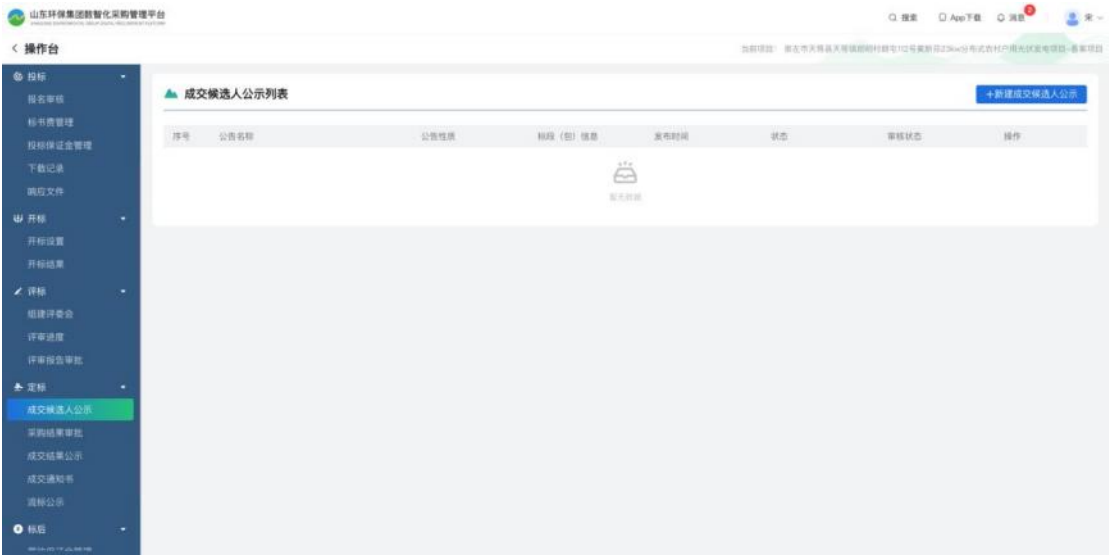 山东环保集团数智化采购管理平台
搜索
App下载
消息
2
宋
操作台
当前项目：
投标
报名审核
标书费管理
投标保证金管理
下载记录
响应文件
开标
开标设置
开标结果
评标
组建评委会
评审进度
评审报告审批
定标
成交候选人公示
采购结果审批
成交结果公示
成交通知书
流标公示
标后
成交候选人公示列表
+新建成交候选人公示
序号 公告名称 公告性质 标段（包）信息 发布时间 状态 审核状态 操作
暂无数据